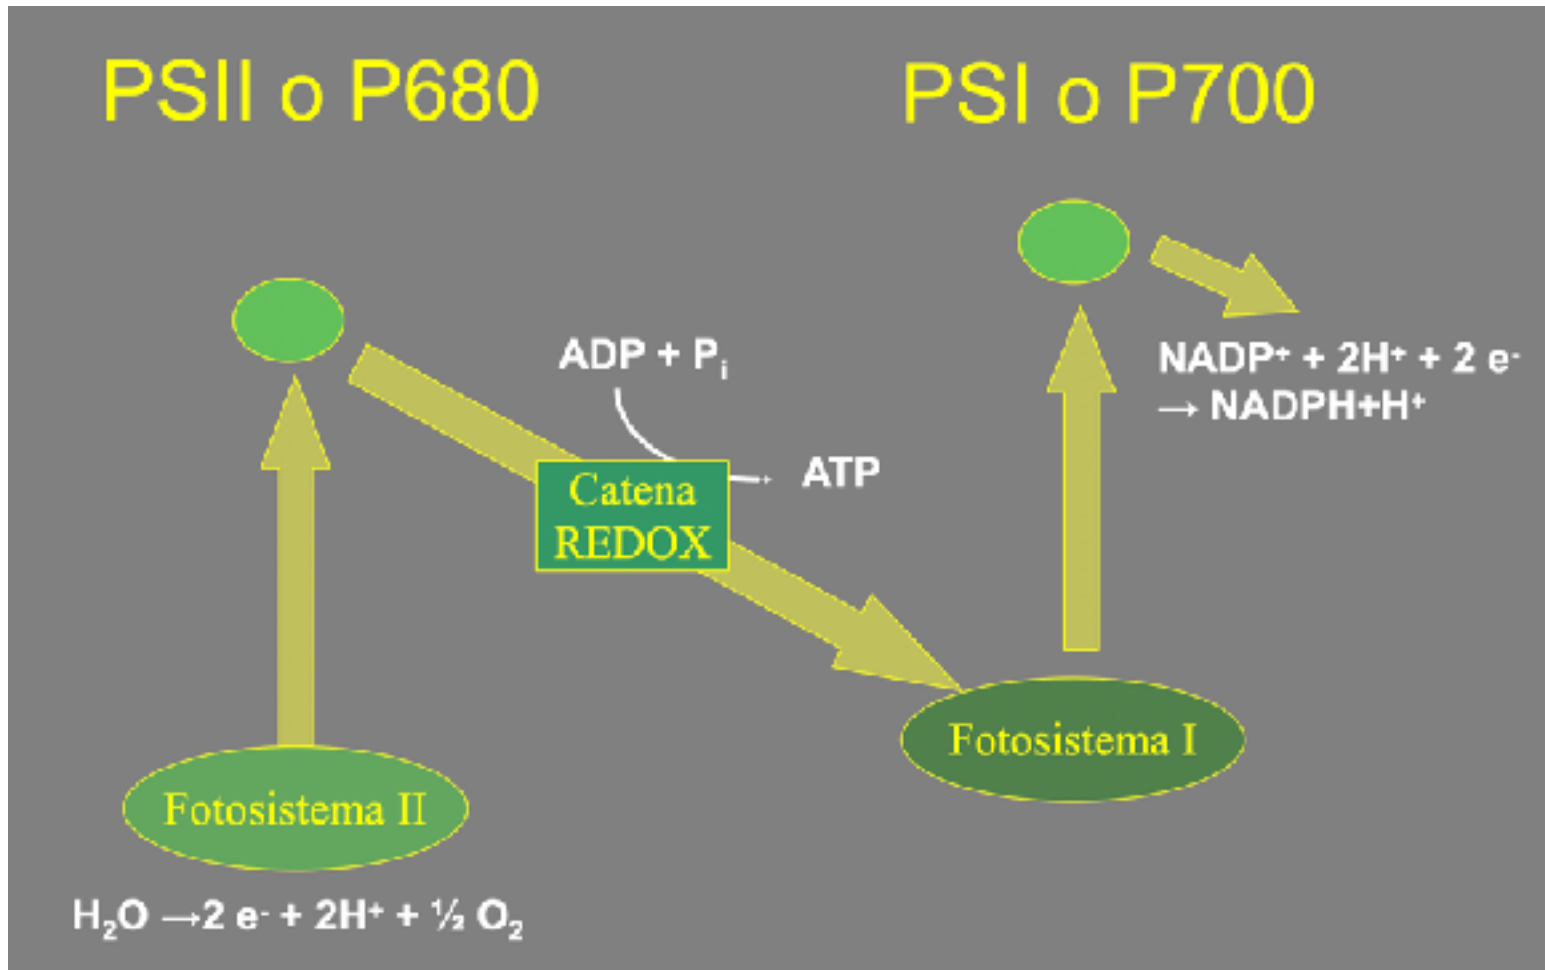 PSII o P680
PSI o P700
ADP + Pᵢ
NADP⁺ + 2H⁺ + 2 e⁻
→ NADPH+H⁺
ATP
Catena
REDOX
Fotosistema I
Fotosistema II
H₂O →2 e⁻ + 2H⁺ + ½ O₂